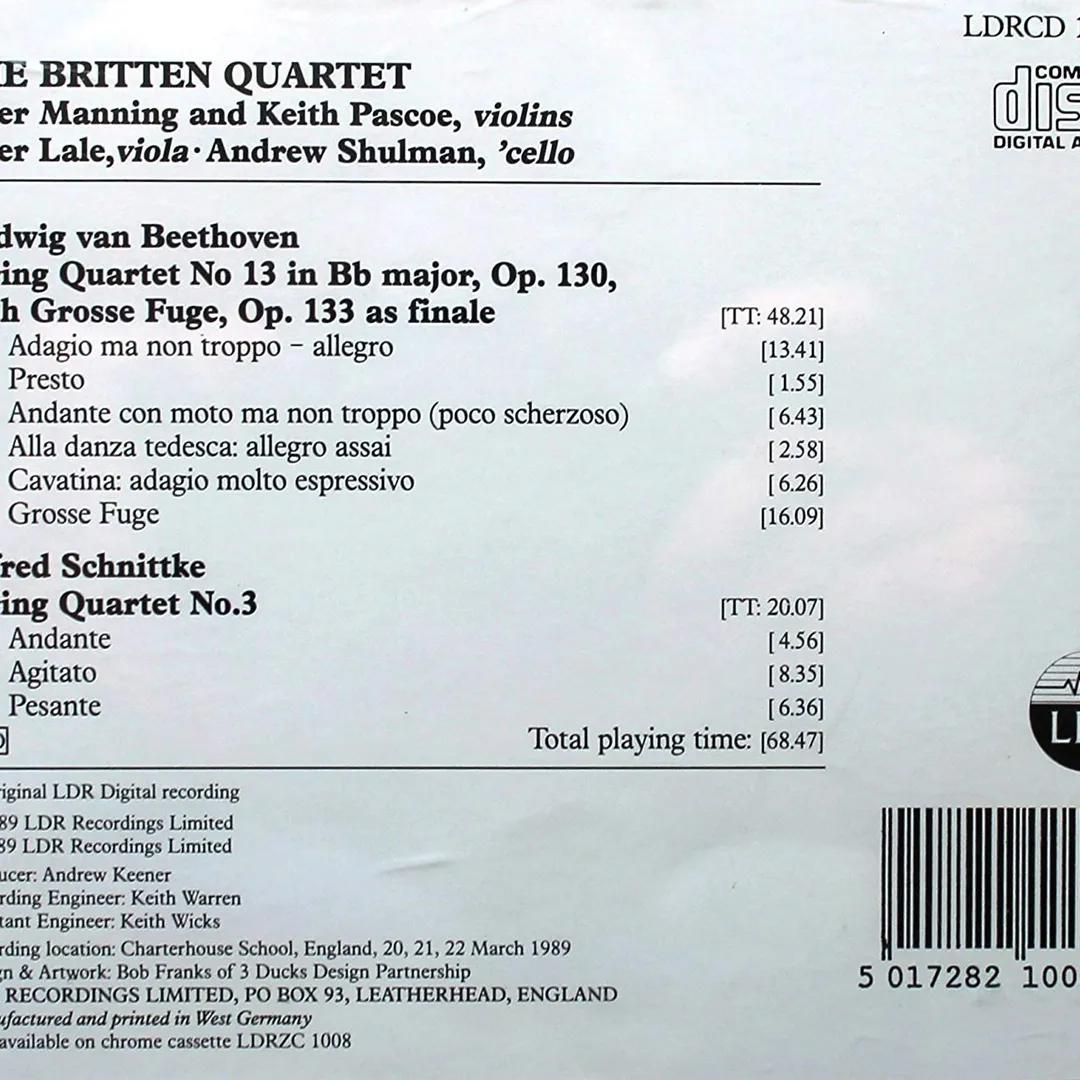 LDRCD
E BRITTEN QUARTET
er Manning and Keith Pascoe, violins
er Lale, viola · Andrew Shulman, 'cello
COM
dis
DIGITAL A
dwig van Beethoven
ing Quartet No 13 in Bb major, Op. 130,
h Grosse Fuge, Op. 133 as finale [TT: 48.21]
Adagio ma non troppo – allegro [13.41]
Presto [1.55]
Andante con moto ma non troppo (poco scherzoso) [6.43]
Alla danza tedesca: allegro assai [2.58]
Cavatina: adagio molto espressivo [6.26]
Grosse Fuge [16.09]
red Schnittke
ing Quartet No.3 [TT: 20.07]
Andante [4.56]
Agitato [8.35]
Pesante [6.36]
Total playing time: [68.47]
L
riginal LDR Digital recording
89 LDR Recordings Limited
89 LDR Recordings Limited
ucer: Andrew Keener
rding Engineer: Keith Warren
tant Engineer: Keith Wicks
rding location: Charterhouse School, England, 20, 21, 22 March 1989
gn & Artwork: Bob Franks of 3 Ducks Design Partnership
RECORDINGS LIMITED, PO BOX 93, LEATHERHEAD, ENGLAND
ufactured and printed in West Germany
available on chrome cassette LDRZC 1008
5 017282 100